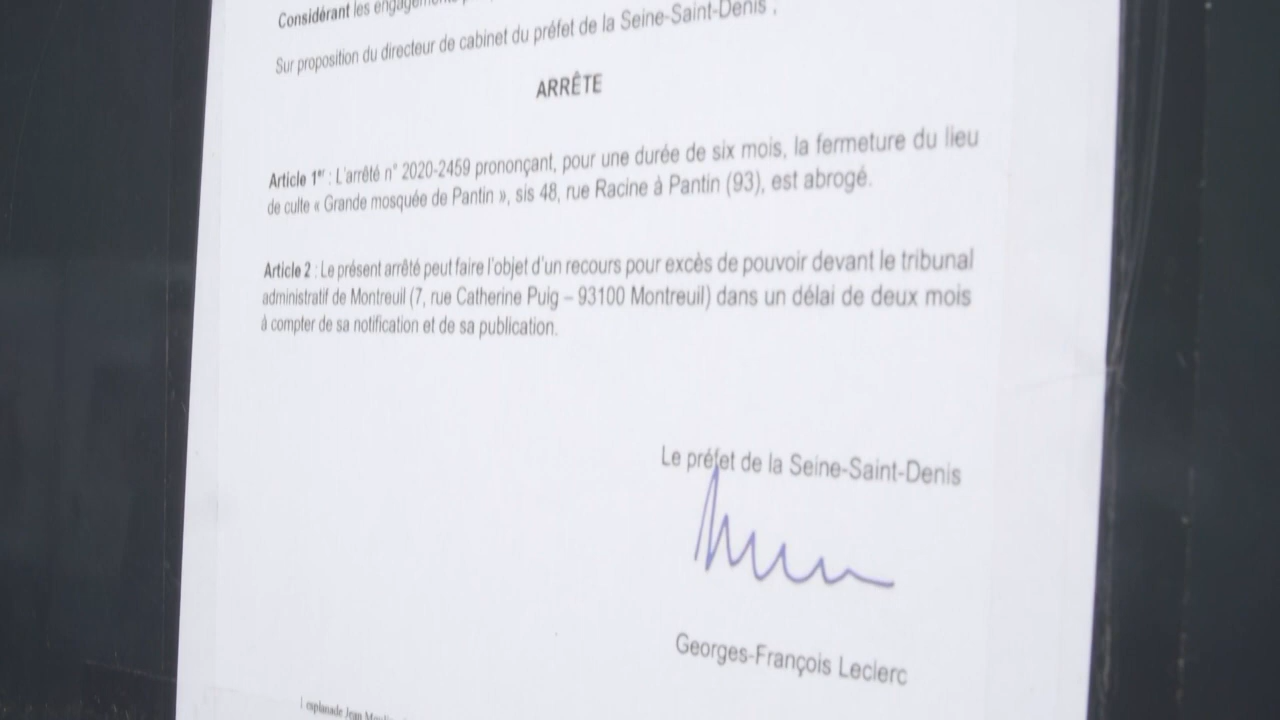 Considérant les
Sur proposition du directeur de cabinet du préfet de la Seine-Saint-Denis ;
ARRÊTE
Article 1er : L'arrêté n° 2020-2459 prononçant, pour une durée de six mois, la fermeture du lieu
de culte « Grande mosquée de Pantin », sis 48, rue Racine à Pantin (93), est abrogé.
Article 2 : Le présent arrêté peut faire l'objet d'un recours pour excès de pouvoir devant le tribunal
administratif de Montreuil (7, rue Catherine Puig – 93100 Montreuil) dans un délai de deux mois
à compter de sa notification et de sa publication.
Le préfet de la Seine-Saint-Denis
Georges-François Leclerc
esplanade Jean